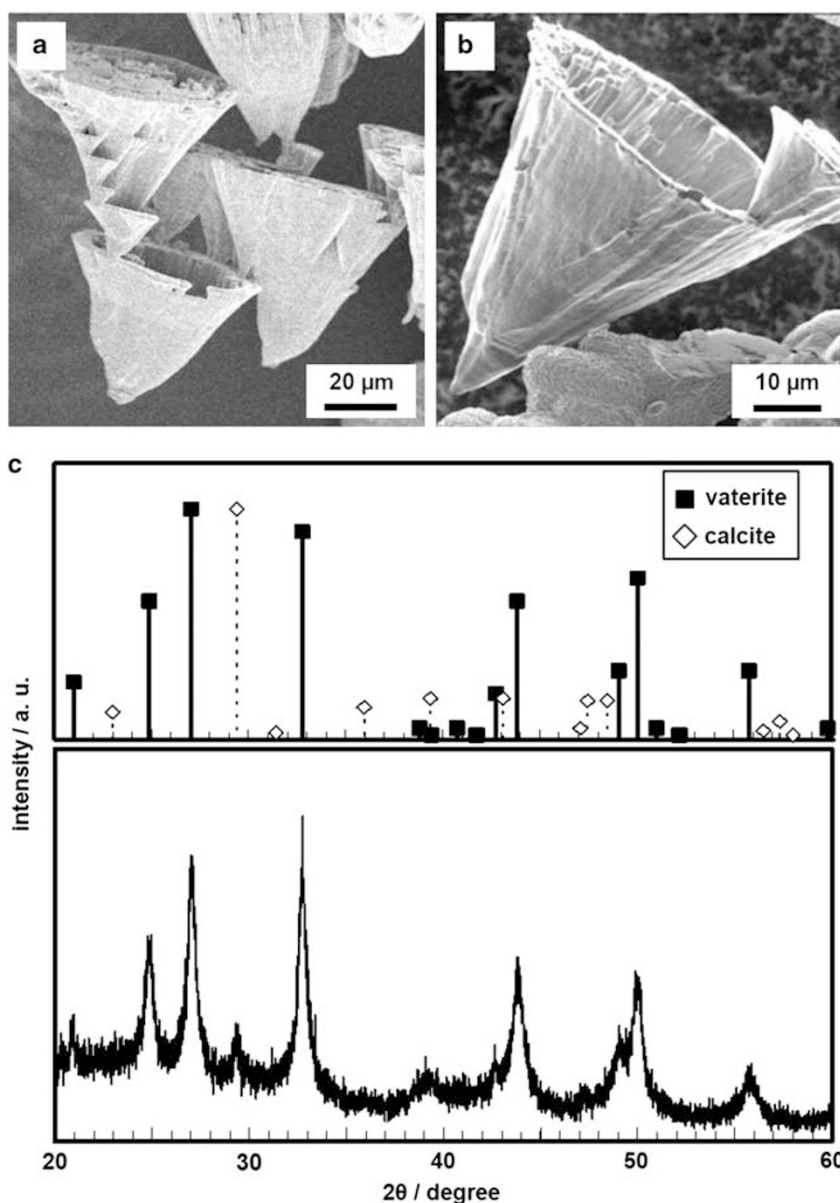 a
b
20 µm
10 µm
c
vaterite
calcite
intensity / a. u.
20 30 40 50 60
2θ / degree